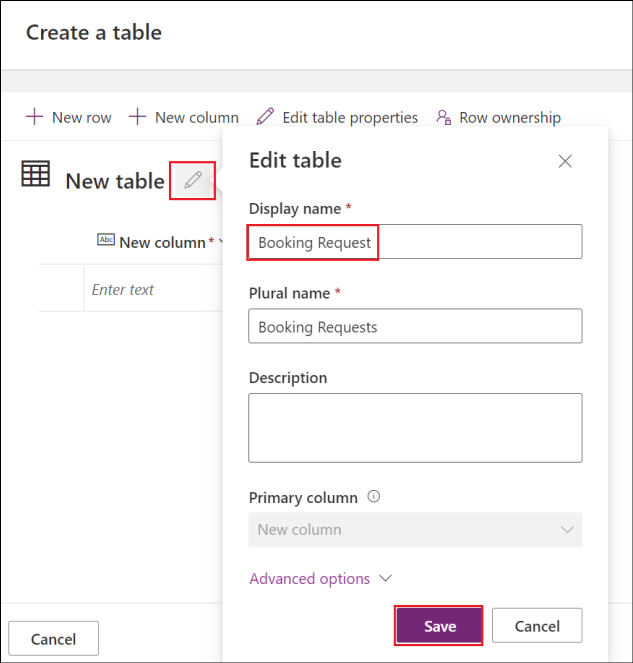 Create a table
New row New column Edit table properties Row ownership
New table
Abc New column *
Enter text
Edit table
Display name *
Booking Request
Plural name *
Booking Requests
Description
Primary column
New column
Advanced options
Save Cancel
Cancel